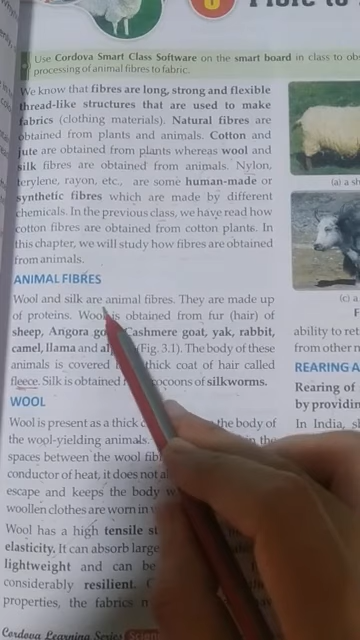 Use Cordova Smart Class Software on the smart board in class to
processing of animal fibres to fabric.
We know that fibres are long, strong and flexible
thread-like structures that are used to make
fabrics (clothing materials). Natural fibres are
obtained from plants and animals. Cotton and
jute are obtained from plants whereas wool and
silk fibres are obtained from animals. Nylon,
terylene, rayon, etc., are some human-made or
synthetic fibres which are made by different
chemicals. In the previous class, we have read how
cotton fibres are obtained from cotton plants. In
this chapter, we will study how fibres are obtained
from animals.
ANIMAL FIBRES
Wool and silk are animal fibres. They are made up
of proteins. Wool is obtained from fur (hair) of
sheep, Angora Cashmere goat, yak, rabbit,
camel, llama and (Fig. 3.1). The body of these
animals is covered thick coat of hair called
fleece. Silk is obtained cocoons of silkworms.
WOOL
Wool is present as a thick the body of
the wool-yielding animals. in the
spaces between the wool
conductor of heat, it does not
escape and keeps the body
woollen clothes are worn in
Wool has a high tensile
elasticity. It can absorb large
lightweight and can be
considerably resilient.
properties, the fabrics
Cordova Learning Series
(a) a
(c) a
ability to
from other
REARING
Rearing of
by
In India,